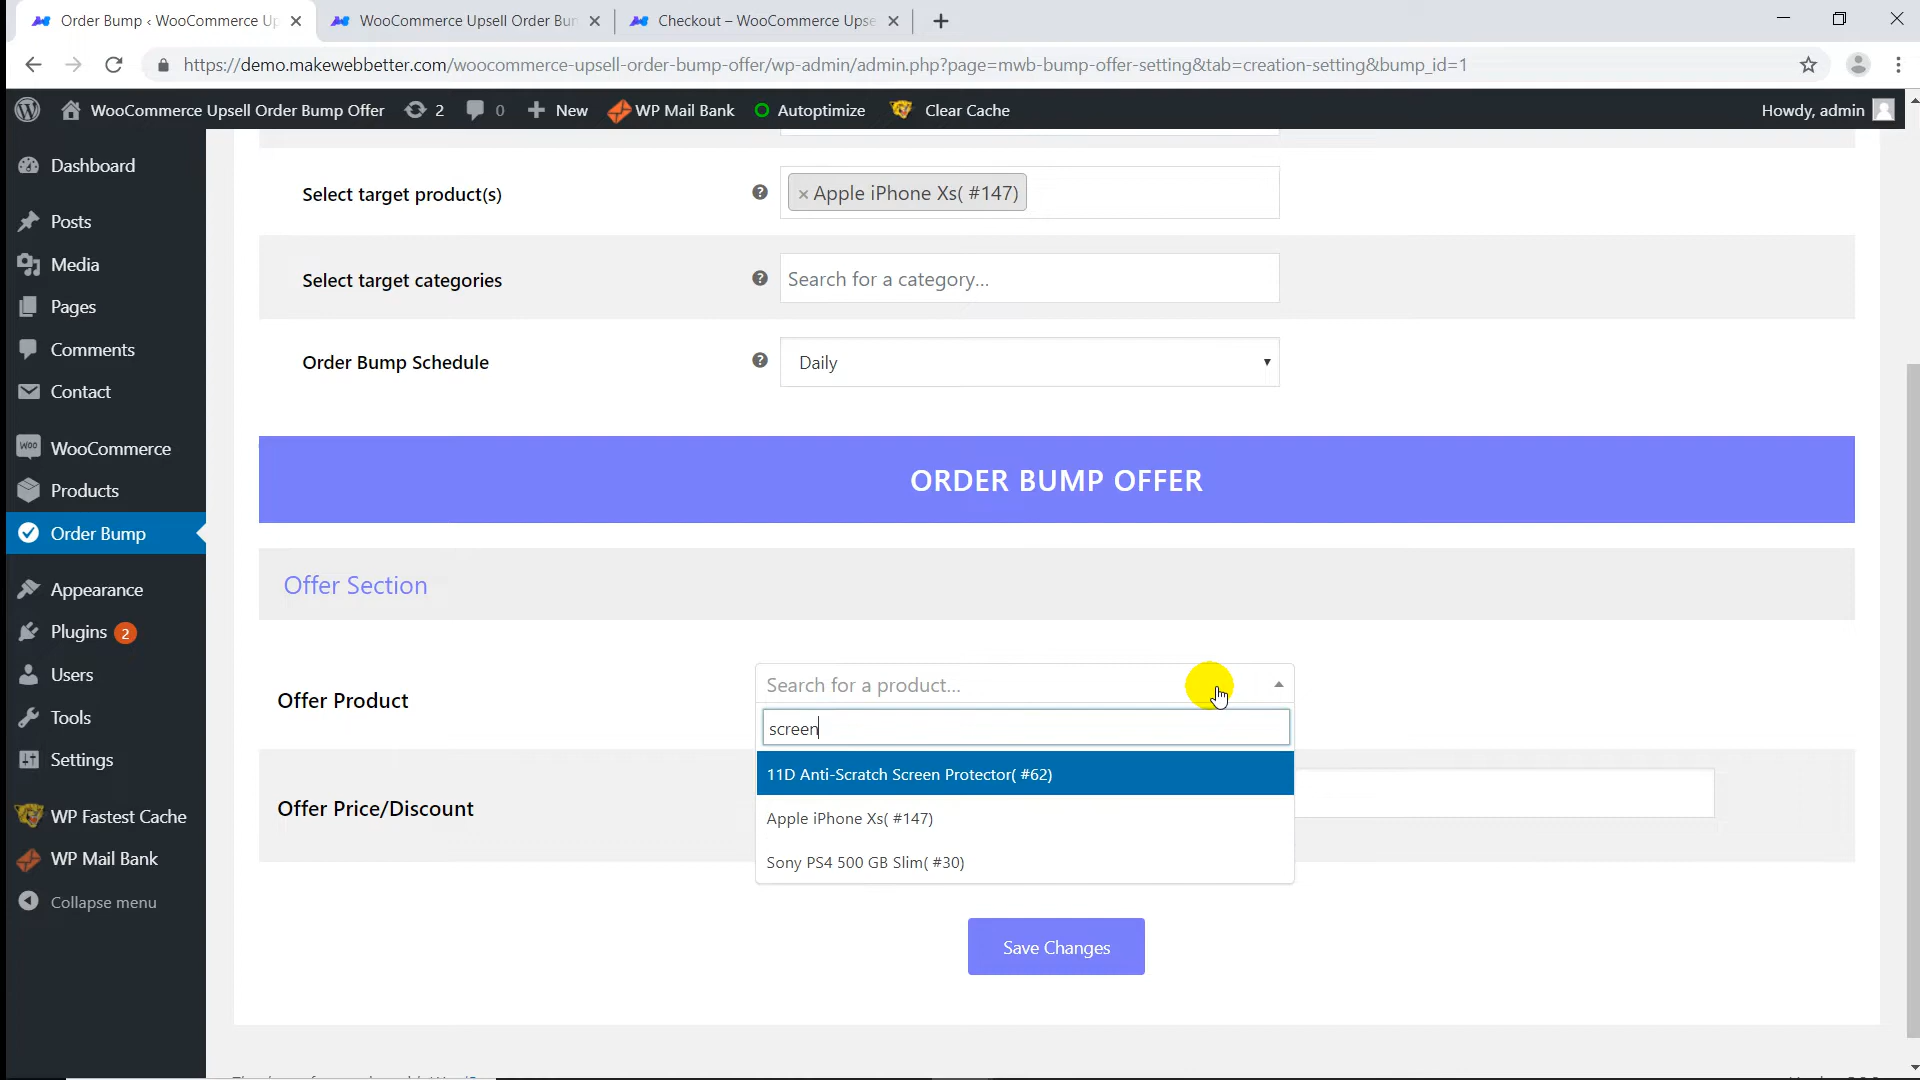 Order Bump ‹ WooCommerce Up
WooCommerce Upsell Order Bum
Checkout – WooCommerce Upse
https://demo.makewebbetter.com/woocommerce-upsell-order-bump-offer/wp-admin/admin.php?page=mwb-bump-offer-setting&tab=creation-setting&bump_id=1
WooCommerce Upsell Order Bump Offer 2 0 New WP Mail Bank Autoptimize Clear Cache Howdy, admin
Dashboard
Posts
Media
Pages
Comments
Contact
WooCommerce
Products
Order Bump
Appearance
Plugins 2
Users
Tools
Settings
WP Fastest Cache
WP Mail Bank
Collapse menu
Select target product(s)
× Apple iPhone Xs( #147)
Select target categories
Search for a category...
Order Bump Schedule
Daily
ORDER BUMP OFFER
Offer Section
Offer Product
Search for a product...
screen
11D Anti-Scratch Screen Protector( #62)
Apple iPhone Xs( #147)
Sony PS4 500 GB Slim( #30)
Offer Price/Discount
Save Changes